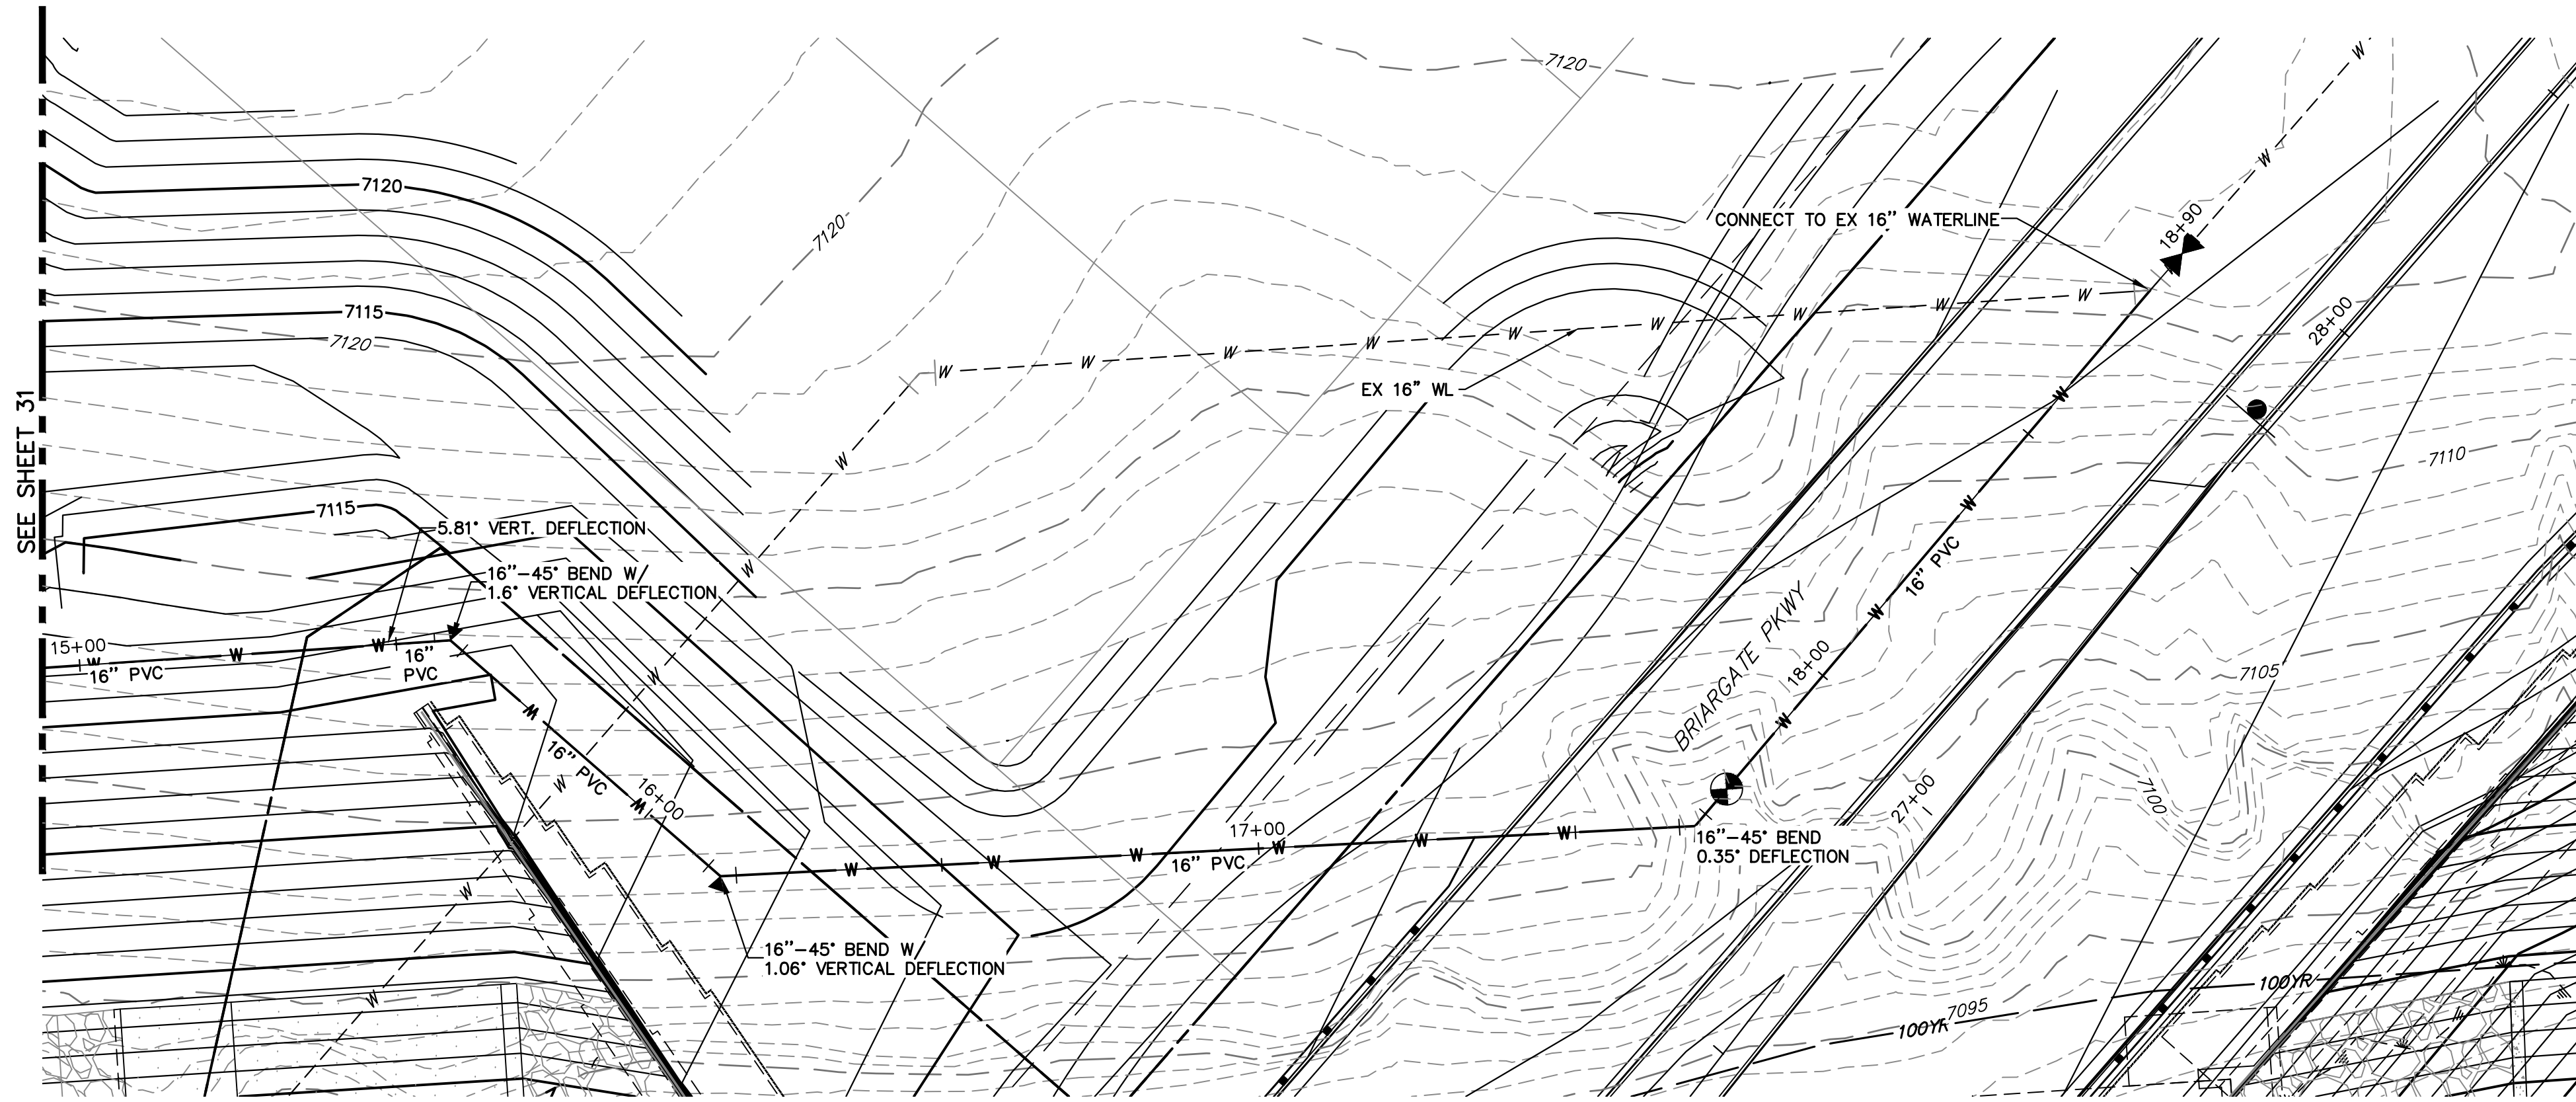 7120
7120
7120
CONNECT TO EX 16" WATERLINE
18+90
W
W
7115
7120
W
W
W
W
W
W
W
W
W
28+00
EX 16" WL
W
SEE SHEET 31
7110
W
7115
5.81° VERT. DEFLECTION
W
16"-45° BEND W/
1.6° VERTICAL DEFLECTION
W
16" PVC
W
BRIARGATE PKWY
15+00
W
16" PVC
W
W
16"
PVC
W
18+00
7105
W
W
16" PVC
W
16+00
W
7100
27+00
17+00
W
W
W
16" PVC
W
W
W
16"-45° BEND
0.35° DEFLECTION
W
16"-45° BEND W/
1.06° VERTICAL DEFLECTION
W
100YR
7095
100YR